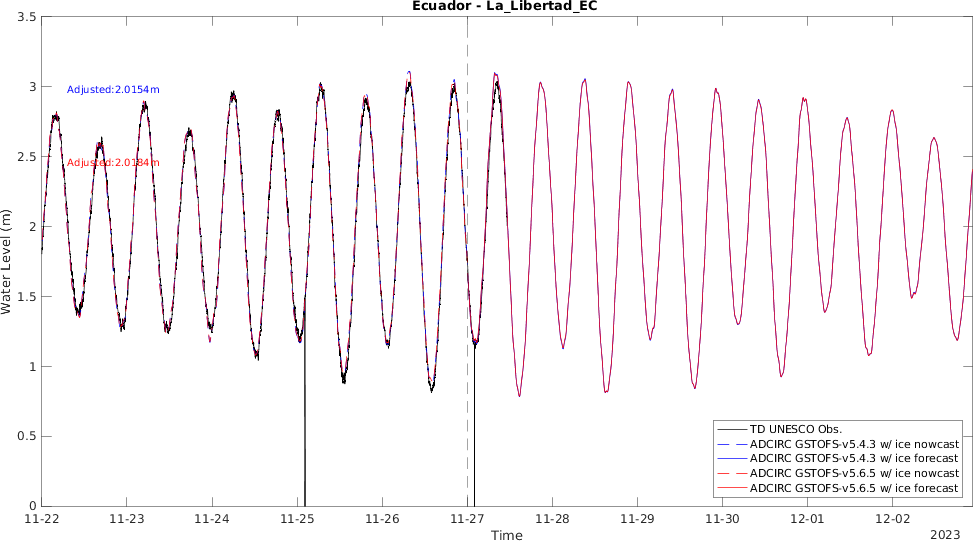 Ecuador - La_Libertad_EC
3.5
3
2.5
2
1.5
1
0.5
0
Water Level (m)
Adjusted:2.0154m
Adjusted:2.0184m
TD UNESCO Obs.
ADCIRC GSTOFS-v5.4.3 w/ ice nowcast
ADCIRC GSTOFS-v5.4.3 w/ ice forecast
ADCIRC GSTOFS-v5.6.5 w/ ice nowcast
ADCIRC GSTOFS-v5.6.5 w/ ice forecast
11-22 11-23 11-24 11-25 11-26 11-27 11-28 11-29 11-30 12-01 12-02
Time
2023